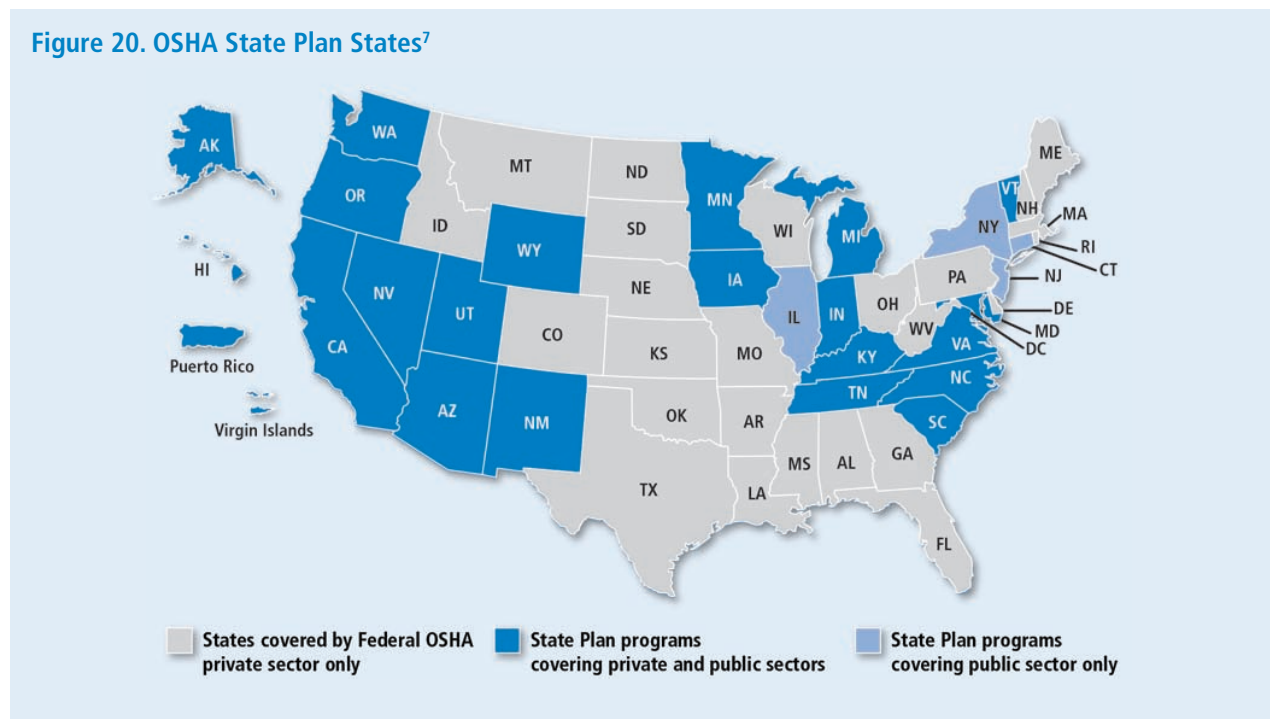 Figure 20. OSHA State Plan States7
AK
WA
MT
ND
MN
ME
VT
NH
OR
ID
SD
WI
MI
NY
MA
RI
CT
WY
HI
NV
UT
NE
IA
PA
NJ
CA
CO
KS
MO
IL
IN
OH
WV
VA
DE
MD
DC
Puerto Rico
KY
NC
Virgin Islands
AZ
NM
OK
AR
TN
SC
TX
LA
MS
AL
GA
FL
States covered by Federal OSHA
private sector only
State Plan programs
covering private and public sectors
State Plan programs
covering public sector only